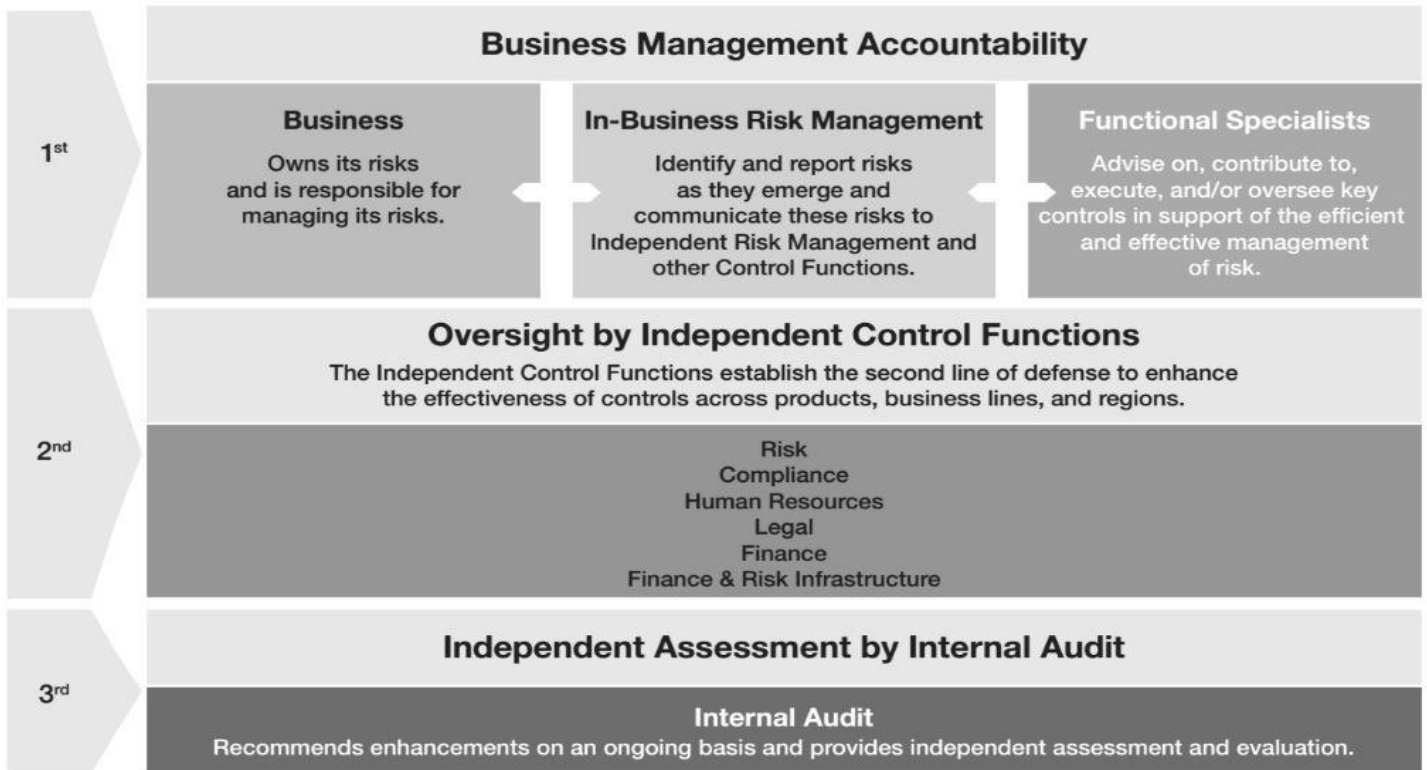 Business Management Accountability
1st
Business
Owns its risks
and is responsible for
managing its risks.
In-Business Risk Management
Identify and report risks
as they emerge and
communicate these risks to
Independent Risk Management and
other Control Functions.
Functional Specialists
Advise on, contribute to,
execute, and/or oversee key
controls in support of the efficient
and effective management
of risk.
2nd
Oversight by Independent Control Functions
The Independent Control Functions establish the second line of defense to enhance
the effectiveness of controls across products, business lines, and regions.
Risk
Compliance
Human Resources
Legal
Finance
Finance & Risk Infrastructure
3rd
Independent Assessment by Internal Audit
Internal Audit
Recommends enhancements on an ongoing basis and provides independent assessment and evaluation.